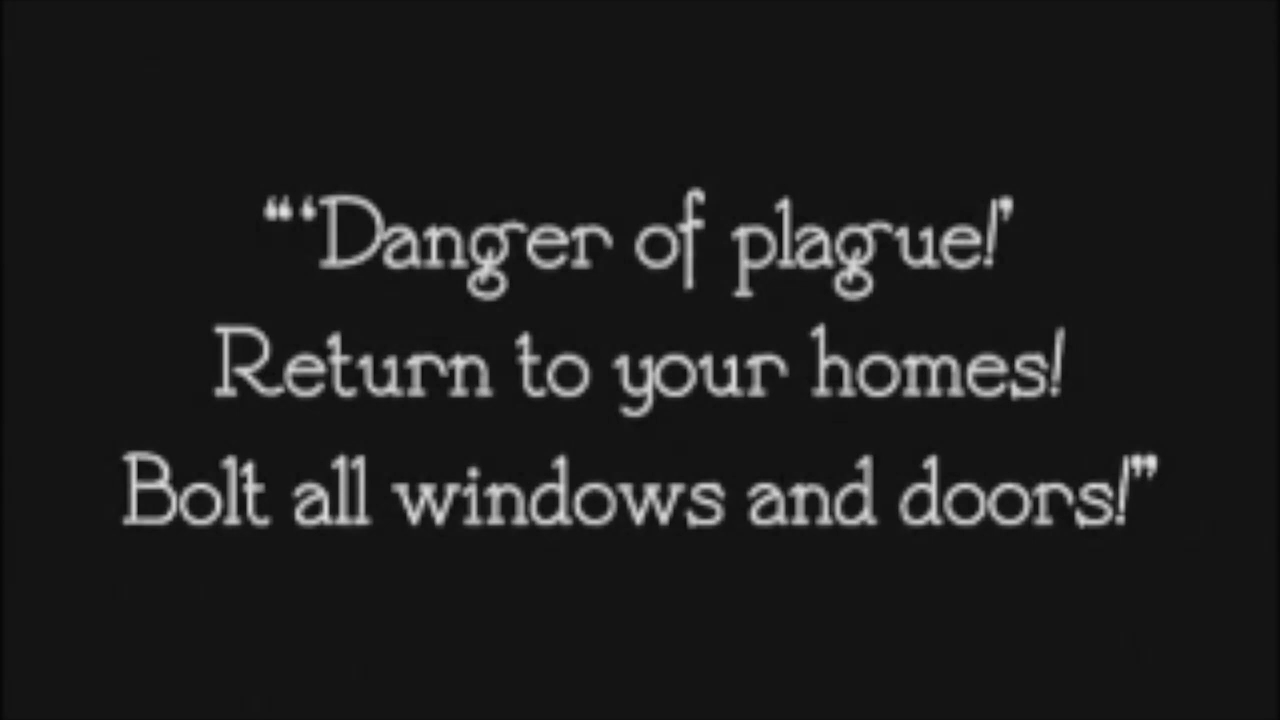 “‘Danger of plague!’
Return to your homes!
Bolt all windows and doors!”